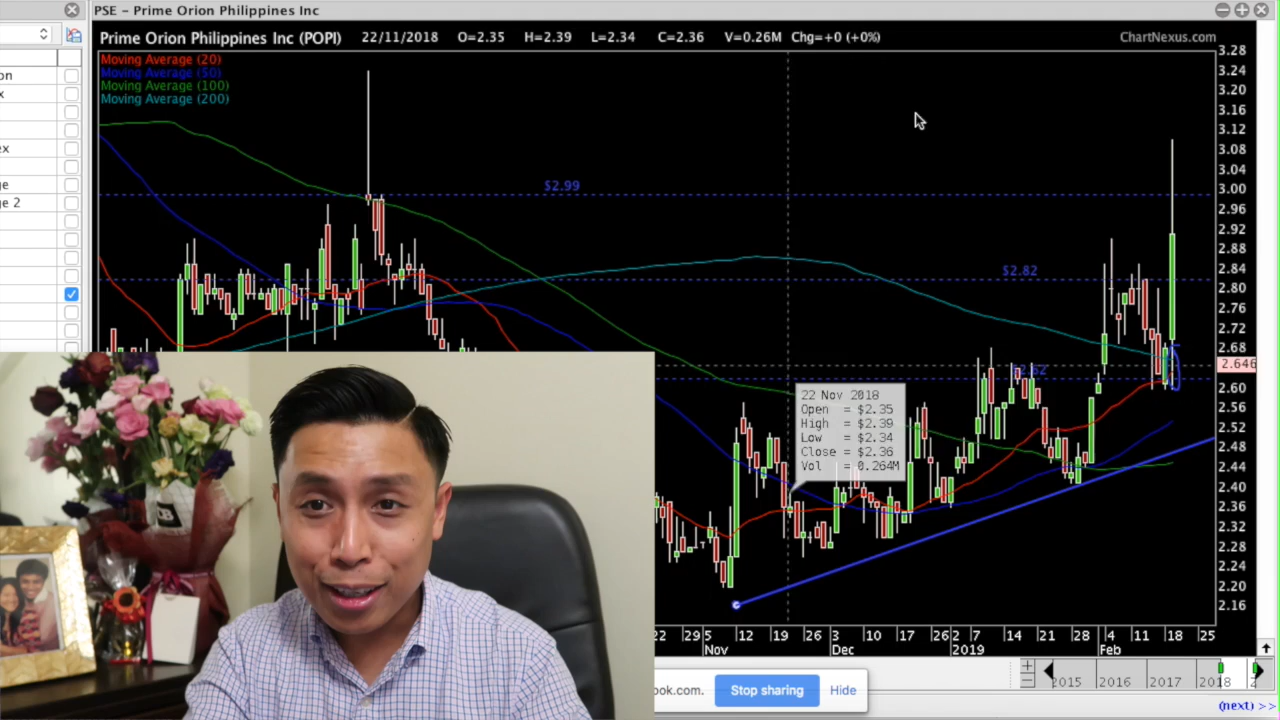 PSE - Prime Orion Philippines Inc
Prime Orion Philippines Inc (POPI) 22/11/2018 O=2.35 H=2.39 L=2.34 C=2.36 V=0.26M Chg=+0 (+0%) ChartNexus.com
Moving Average (20)
Moving Average (50)
Moving Average (100)
Moving Average (200)
on
x
ex
ge
ge 2
$2.99
$2.82
3.28
3.24
3.20
3.16
3.12
3.08
3.04
3.00
2.96
2.92
2.88
2.84
2.80
2.76
2.72
2.68
2.646
2.60
2.56
2.52
2.48
2.44
2.40
2.36
2.32
2.28
2.24
2.20
2.16
22 Nov 2018
Open = $2.35
High = $2.39
Low = $2.34
Close = $2.36
Vol = 0.264M
22 29 5 12 19 26 3 10 17 26 2 7 14 21 28 4 11 18 25
Nov Dec 2019 Feb
2015 2016 2017 2018 2
ook.com. Stop sharing Hide
(next) >>